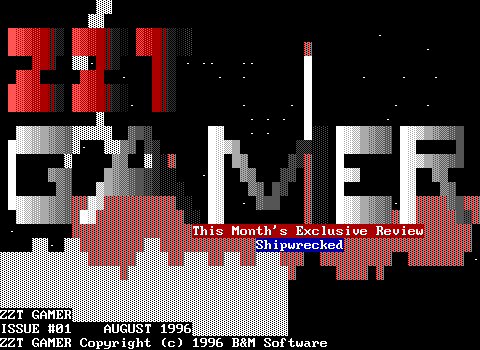 ZZT
GAMER
This Month's Exclusive Review
Shipwrecked
ZZT GAMER
ISSUE #01 AUGUST 1996
ZZT GAMER Copyright (c) 1996 B&M Software